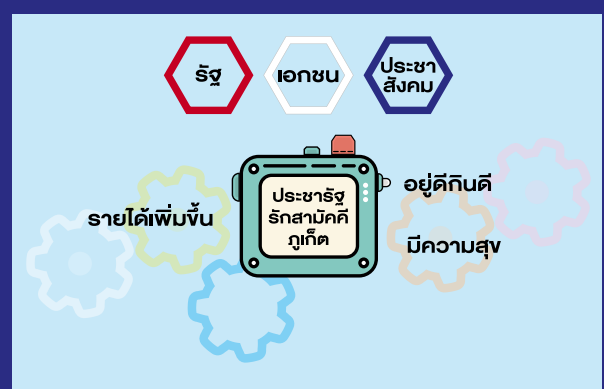 รัฐ
เอกชน
ประชา
สังคม
ประชารัฐ
รักสามัคคี
ภูเก็ต
รายได้เพิ่มขึ้น
อยู่ดีกินดี
มีความสุข